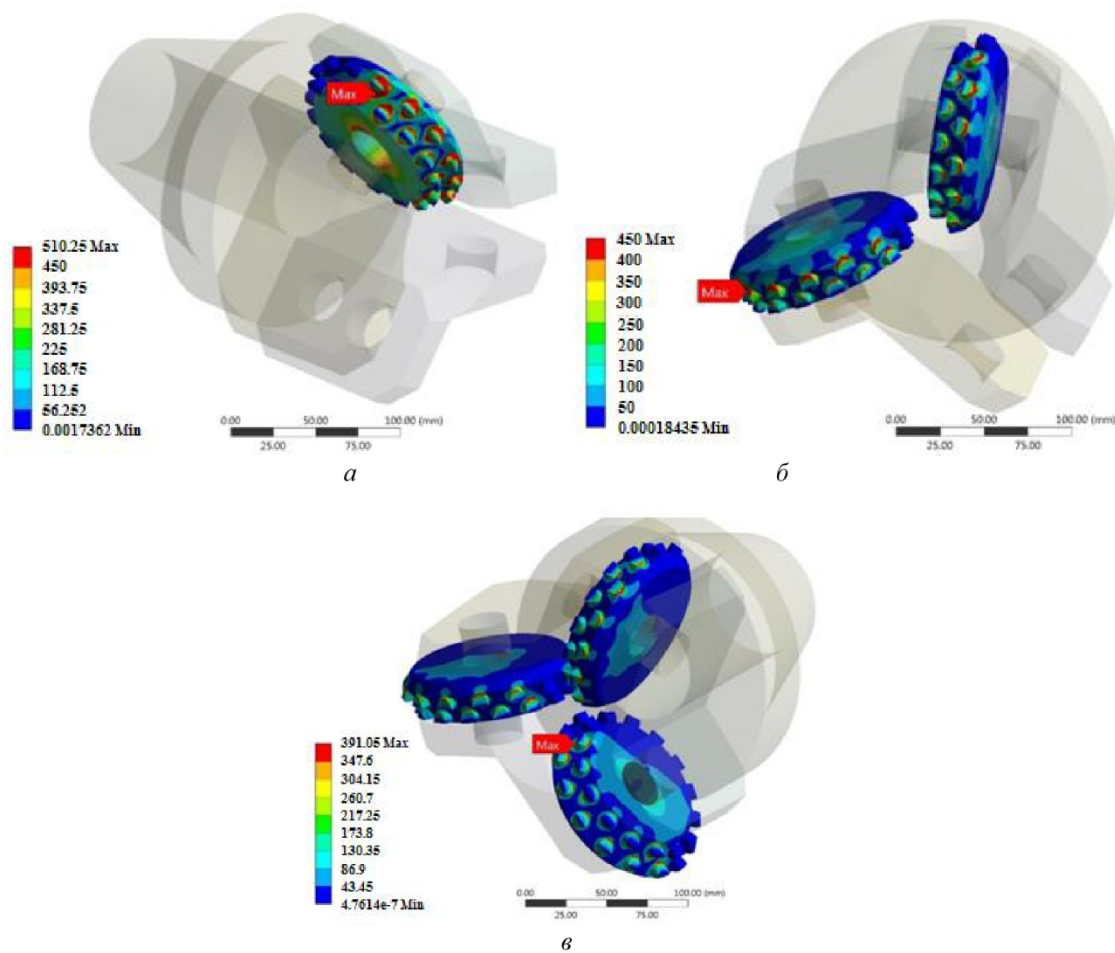 Max
510.25 Max
450
393.75
337.5
281.25
225
168.75
112.5
56.252
0.0017362 Min
0.00 50.00 100.00 (mm)
25.00 75.00
а
Max
450 Max
400
350
300
250
200
150
100
50
0.00018435 Min
0.00 50.00 100.00 (mm)
25.00 75.00
б
Max
391.05 Max
347.6
304.15
260.7
217.25
173.8
130.35
86.9
43.45
4.7614e-7 Min
0.00 50.00 100.00 (mm)
25.00 75.00
в